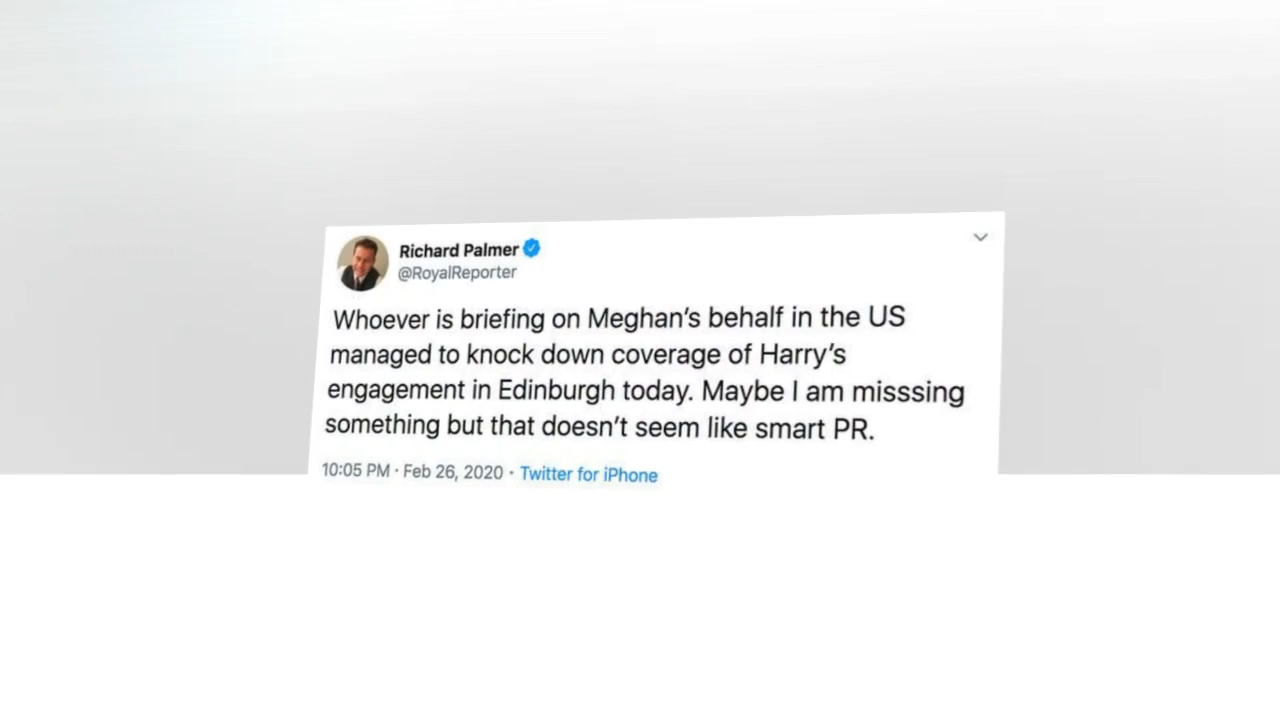 Richard Palmer
@RoyalReporter
Whoever is briefing on Meghan's behalf in the US
managed to knock down coverage of Harry's
engagement in Edinburgh today. Maybe I am misssing
something but that doesn't seem like smart PR.
10:05 PM · Feb 26, 2020 · Twitter for iPhone